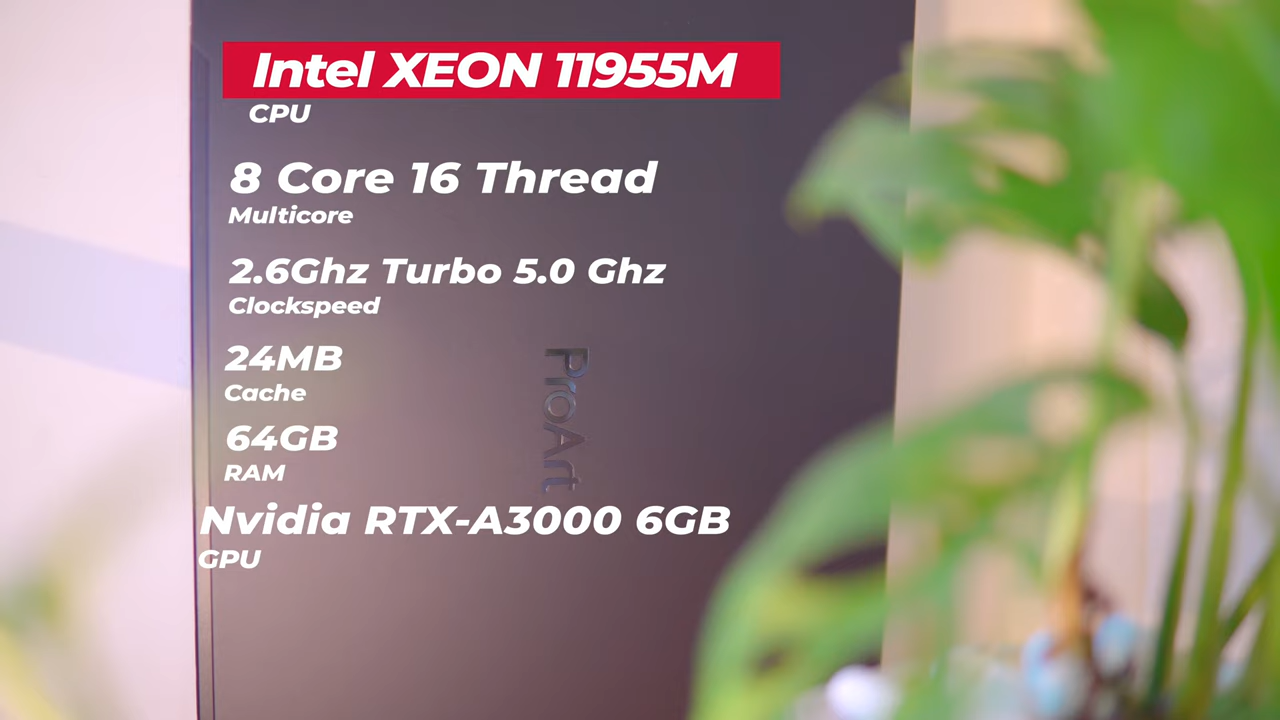 Intel XEON 11955M
CPU
8 Core 16 Thread
Multicore
2.6Ghz Turbo 5.0 Ghz
Clockspeed
24MB
Cache
64GB
RAM
Nvidia RTX-A3000 6GB
GPU
ProArt